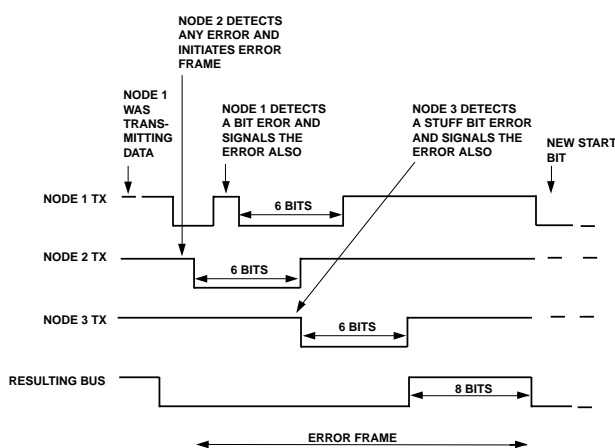 NODE 2 DETECTS
ANY ERROR AND
INITIATES ERROR
FRAME
NODE 1
WAS
TRANS-
MITTING
DATA
NODE 1 DETECTS
A BIT EROR AND
SIGNALS THE
ERROR ALSO
NODE 3 DETECTS
A STUFF BIT ERROR
AND SIGNALS THE
ERROR ALSO
NEW START
BIT
NODE 1 TX
6 BITS
NODE 2 TX
6 BITS
NODE 3 TX
6 BITS
RESULTING BUS
8 BITS
ERROR FRAME